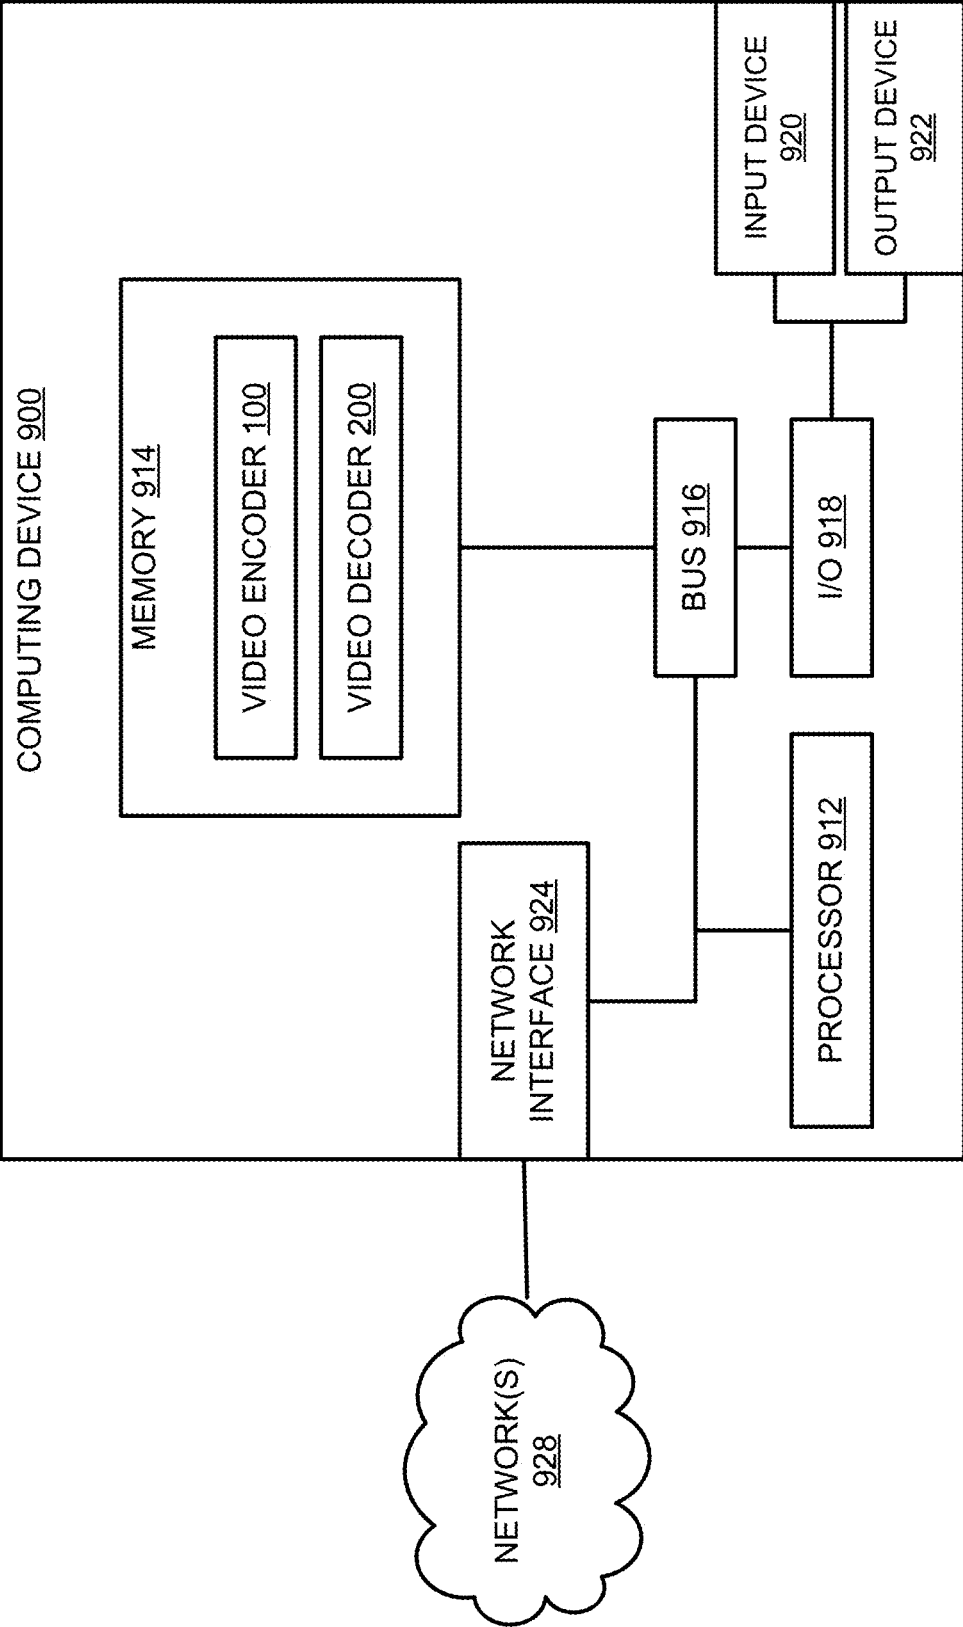 COMPUTING DEVICE 900
MEMORY 914
VIDEO ENCODER 100
VIDEO DECODER 200
NETWORK
INTERFACE 924
NETWORK(S)
928
BUS 916
PROCESSOR 912
I/O 918
INPUT DEVICE
920
OUTPUT DEVICE
922